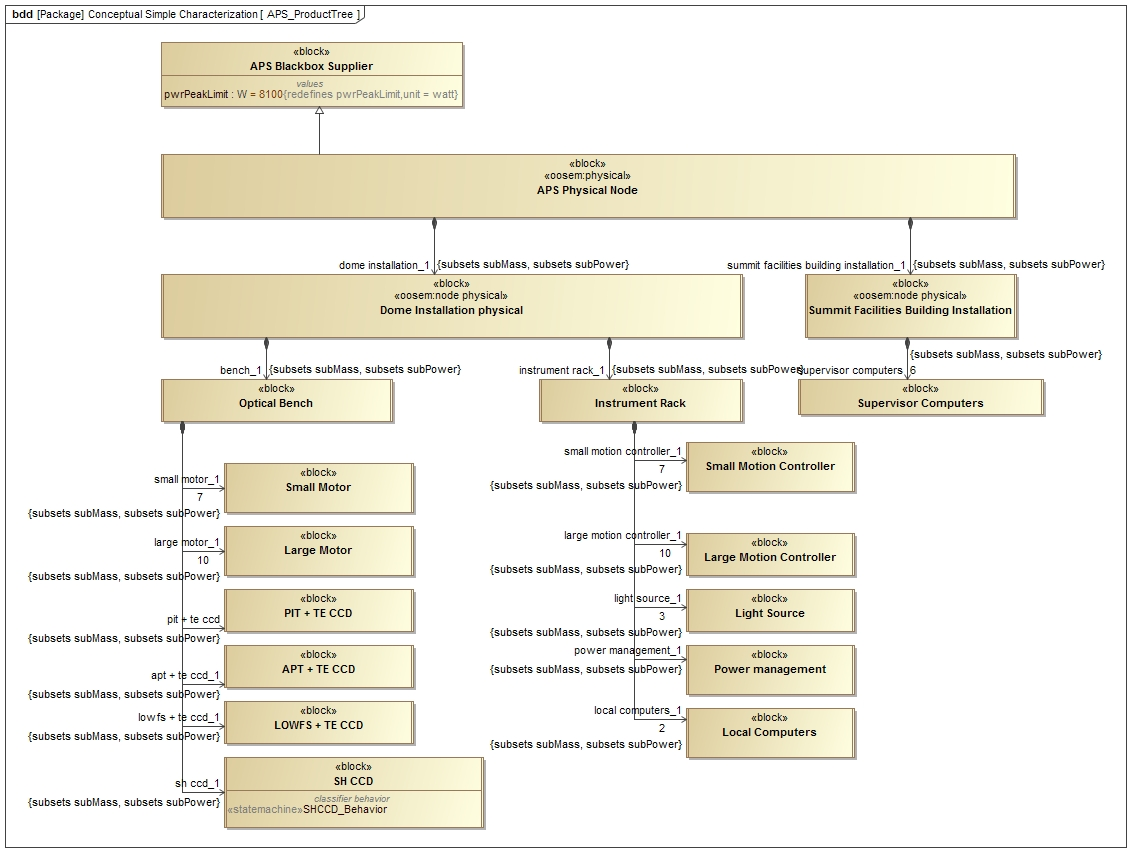 bdd [Package] Conceptual Simple Characterization [ APS_ProductTree ]
«block»
APS Blackbox Supplier
values
pwrPeakLimit : W = 8100{redefines pwrPeakLimit,unit = watt}
«block»
«oosem:physical»
APS Physical Node
dome installation_1 {subsets subMass, subsets subPower}
summit facilities building installation_1 {subsets subMass, subsets subPower}
«block»
«oosem:node physical»
Dome Installation physical
«block»
«oosem:node physical»
Summit Facilities Building Installation
bench_1 {subsets subMass, subsets subPower}
instrument rack_1 {subsets subMass, subsets subPower}
{subsets subMass, subsets subPower}
supervisor computers 6
«block»
Optical Bench
«block»
Instrument Rack
«block»
Supervisor Computers
small motor_1
7
{subsets subMass, subsets subPower}
«block»
Small Motor
large motor_1
10
{subsets subMass, subsets subPower}
«block»
Large Motor
pit + te ccd
{subsets subMass, subsets subPower}
«block»
PIT + TE CCD
apt + te ccd_1
{subsets subMass, subsets subPower}
«block»
APT + TE CCD
lowfs + te ccd_1
{subsets subMass, subsets subPower}
«block»
LOWFS + TE CCD
sh ccd_1
{subsets subMass, subsets subPower}
«block»
SH CCD
classifier behavior
«statemachine»SHCCD_Behavior
small motion controller_1
7
{subsets subMass, subsets subPower}
«block»
Small Motion Controller
large motion controller_1
10
{subsets subMass, subsets subPower}
«block»
Large Motion Controller
light source_1
3
{subsets subMass, subsets subPower}
«block»
Light Source
power management_1
{subsets subMass, subsets subPower}
«block»
Power management
local computers_1
2
{subsets subMass, subsets subPower}
«block»
Local Computers